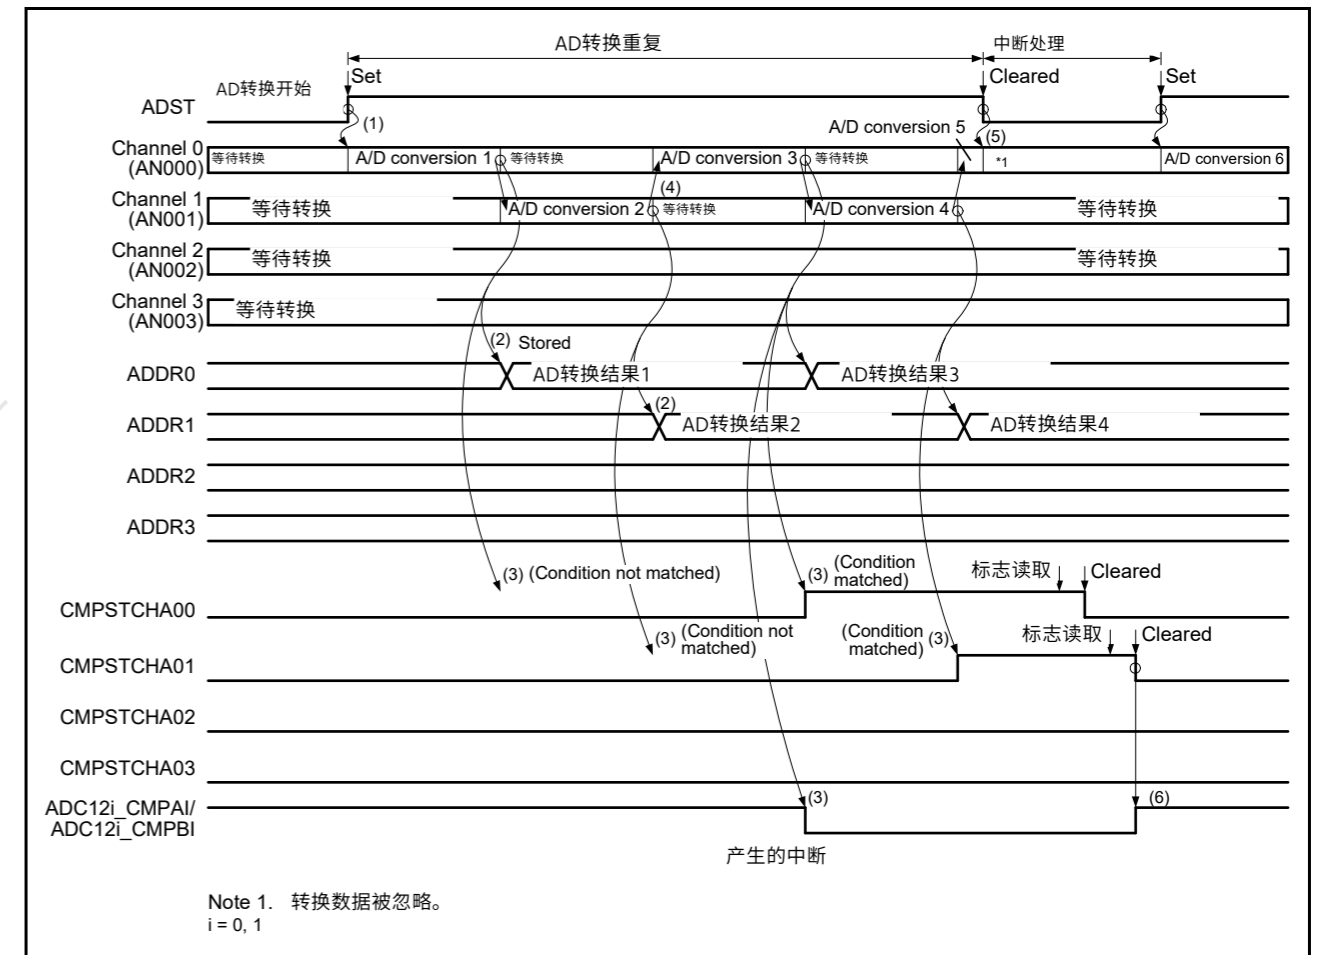 AD转换重复
中断处理
AD转换开始
Set
Cleared
Set
ADST
(1)
A/D conversion 5
(5)
Channel 0
(AN000)
等待转换
A/D conversion 1
等待转换
A/D conversion 3
等待转换
*1
A/D conversion 6
(4)
Channel 1
(AN001)
等待转换
A/D conversion 2
等待转换
A/D conversion 4
等待转换
Channel 2
(AN002)
等待转换
等待转换
Channel 3
(AN003)
等待转换
(2) Stored
ADDR0
AD转换结果1
AD转换结果3
(2)
ADDR1
AD转换结果2
AD转换结果4
ADDR2
ADDR3
(3) (Condition not matched)
(3) (Condition
matched)
标志读取
Cleared
CMPSTCHA00
(3) (Condition not
matched)
(Condition
matched) (3)
标志读取
Cleared
CMPSTCHA01
CMPSTCHA02
CMPSTCHA03
ADC12i_CMPAI/
ADC12i_CMPBI
(3)
(6)
产生的中断
Note 1. 转换数据被忽略。
i = 0, 1